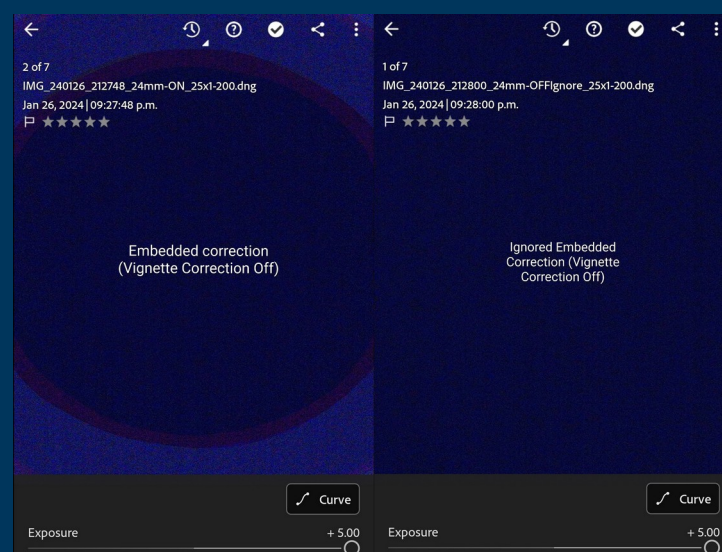 2 of 7
IMG_240126_212748_24mm-ON_25x1-200.dng
Jan 26, 2024 | 09:27:48 p.m.
Embedded correction
(Vignette Correction Off)
Curve
Exposure
+ 5.00
1 of 7
IMG_240126_212800_24mm-OFFIgnore_25x1-200.dng
Jan 26, 2024 | 09:28:00 p.m.
Ignored Embedded
Correction (Vignette
Correction Off)
Curve
Exposure
+ 5.00